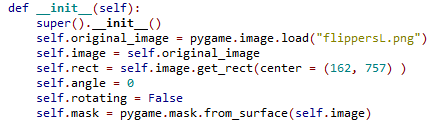 def __init__(self):
    super().__init__()
    self.original_image = pygame.image.load("flippersL.png")
    self.image = self.original_image
    self.rect = self.image.get_rect(center = (162, 757) )
    self.angle = 0
    self.rotating = False
    self.mask = pygame.mask.from_surface(self.image)